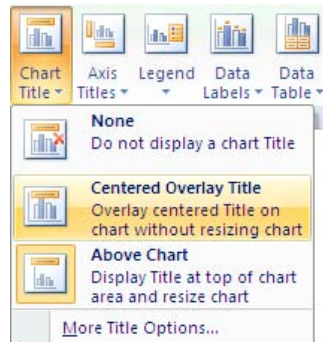 Chart Axis Legend Data Data
Title Titles Labels Table
None
Do not display a chart Title
Centered Overlay Title
Overlay centered Title on
chart without resizing chart
Above Chart
Display Title at top of chart
area and resize chart
More Title Options...